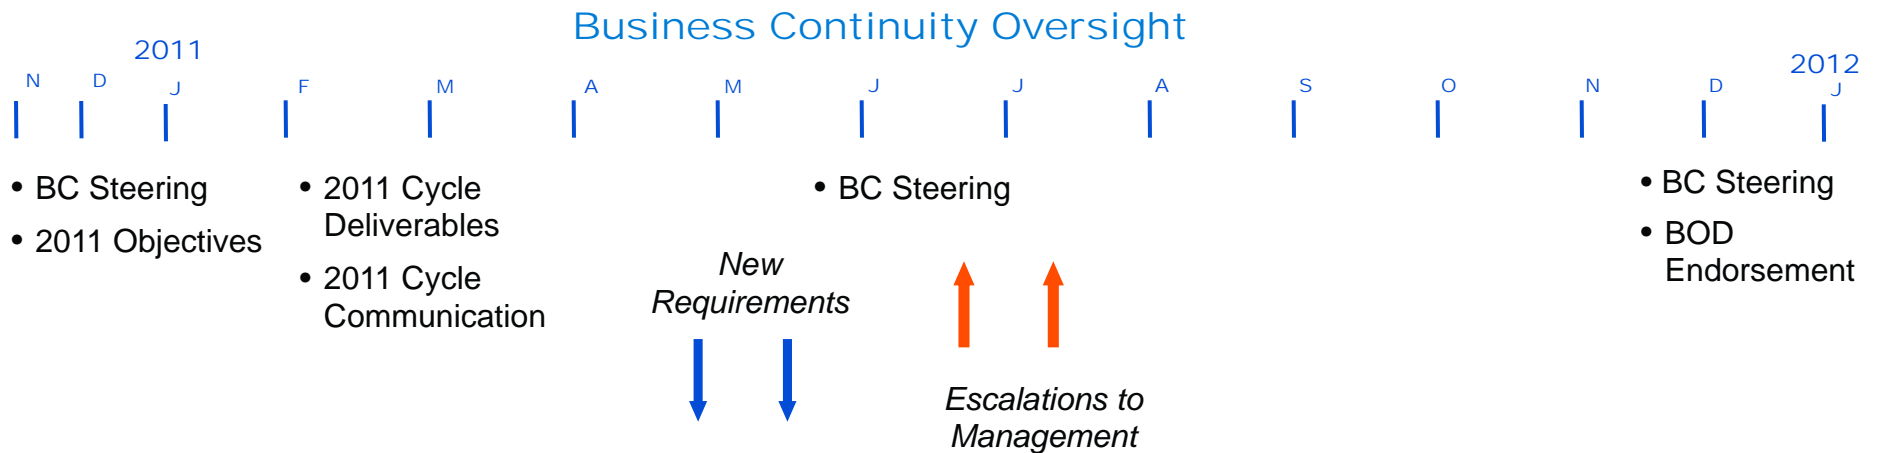 Business Continuity Oversight
2011
2012
N D J F M A M J J A S O N D J
• BC Steering
• 2011 Objectives
• 2011 Cycle
Deliverables
• 2011 Cycle
Communication
New
Requirements
• BC Steering
Escalations to
Management
• BC Steering
• BOD
Endorsement